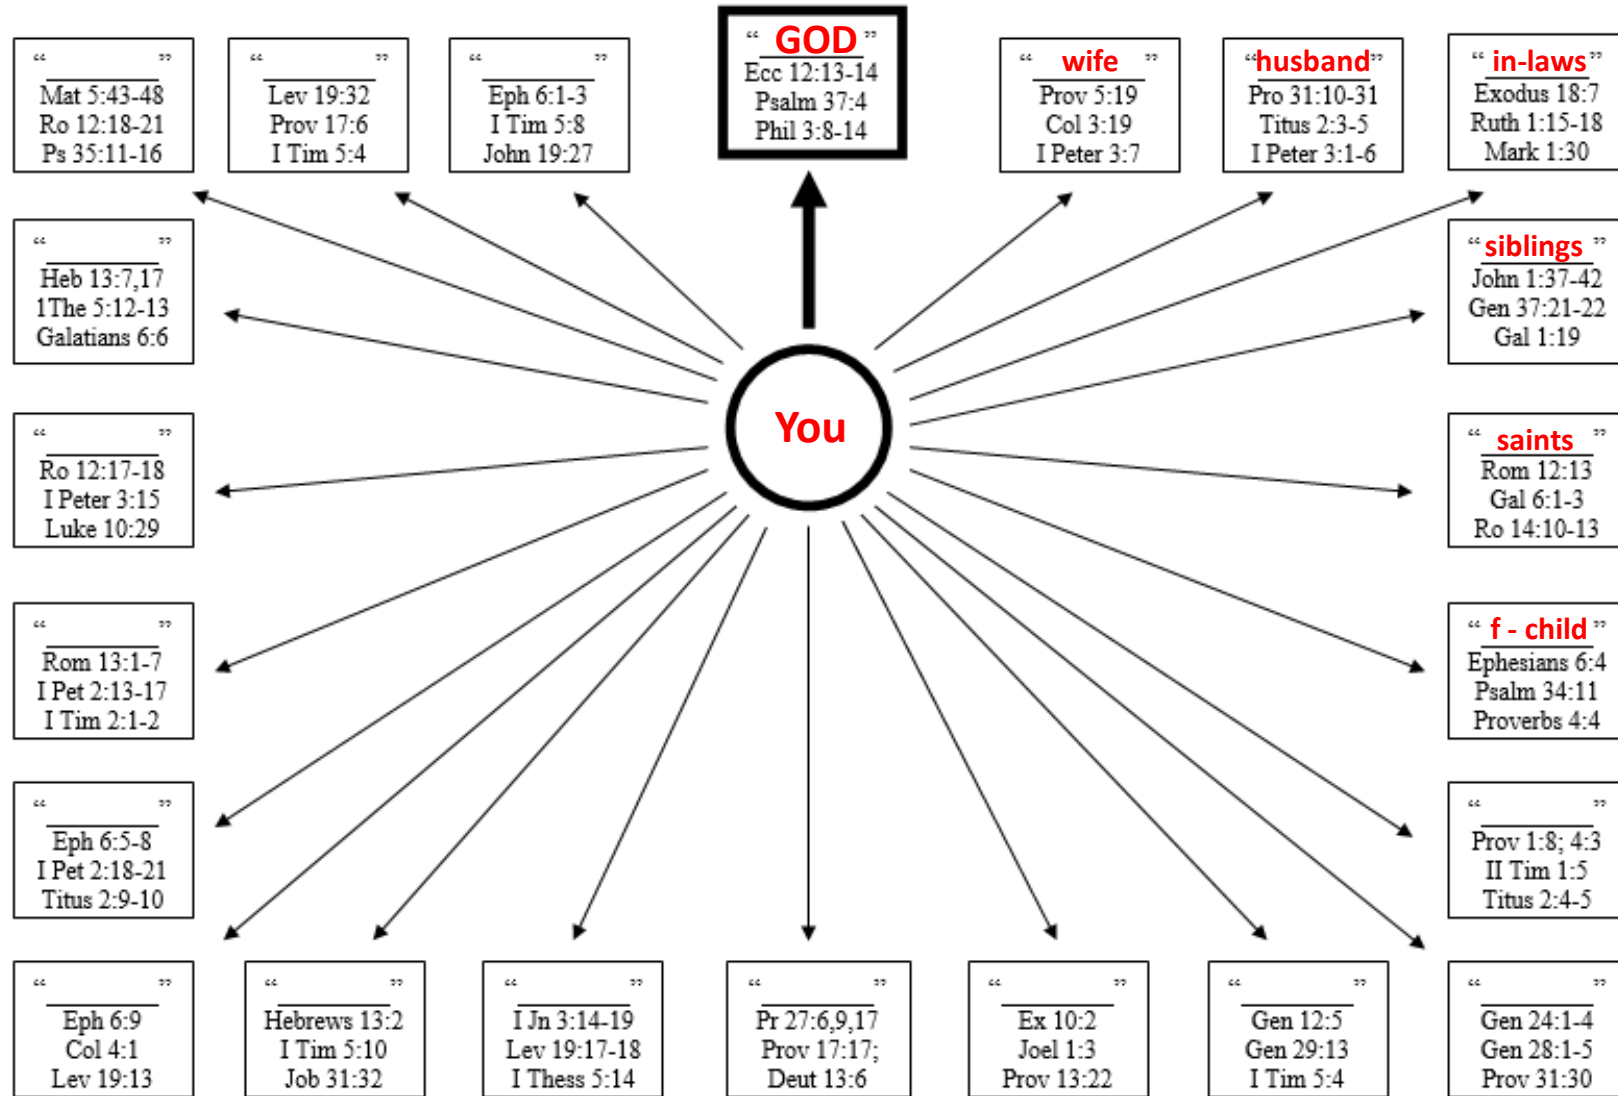 “ ”
Mat 5:43-48
Ro 12:18-21
Ps 35:11-16
“ ”
Lev 19:32
Prov 17:6
I Tim 5:4
“ ”
Eph 6:1-3
I Tim 5:8
John 19:27
“ GOD ”
Ecc 12:13-14
Psalm 37:4
Phil 3:8-14
“ wife ”
Prov 5:19
Col 3:19
I Peter 3:7
“husband”
Pro 31:10-31
Titus 2:3-5
I Peter 3:1-6
“ in-laws”
Exodus 18:7
Ruth 1:15-18
Mark 1:30
“ ”
Heb 13:7,17
1The 5:12-13
Galatians 6:6
“siblings”
John 1:37-42
Gen 37:21-22
Gal 1:19
You
“ ”
Ro 12:17-18
I Peter 3:15
Luke 10:29
“ saints ”
Rom 12:13
Gal 6:1-3
Ro 14:10-13
“ ”
Rom 13:1-7
I Pet 2:13-17
I Tim 2:1-2
“ f - child ”
Ephesians 6:4
Psalm 34:11
Proverbs 4:4
“ ”
Eph 6:5-8
I Pet 2:18-21
Titus 2:9-10
“ ”
Prov 1:8; 4:3
II Tim 1:5
Titus 2:4-5
“ ”
Eph 6:9
Col 4:1
Lev 19:13
“ ”
Hebrews 13:2
I Tim 5:10
Job 31:32
“ ”
I Jn 3:14-19
Lev 19:17-18
I Thess 5:14
“ ”
Pr 27:6,9,17
Prov 17:17;
Deut 13:6
“ ”
Ex 10:2
Joel 1:3
Prov 13:22
“ ”
Gen 12:5
Gen 29:13
I Tim 5:4
“ ”
Gen 24:1-4
Gen 28:1-5
Prov 31:30